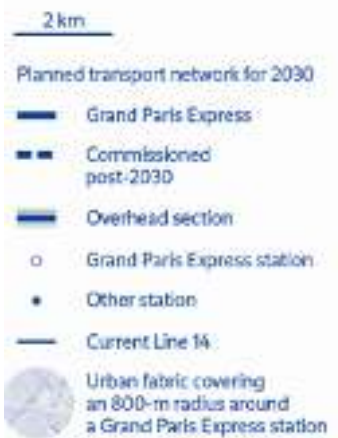 2 km
Planned transport network for 2030
Grand Paris Express
Commissioned
post-2030
Overhead section
Grand Paris Express station
Other station
Current Line 14
Urban fabric covering
an 800-m radius around
a Grand Paris Express station